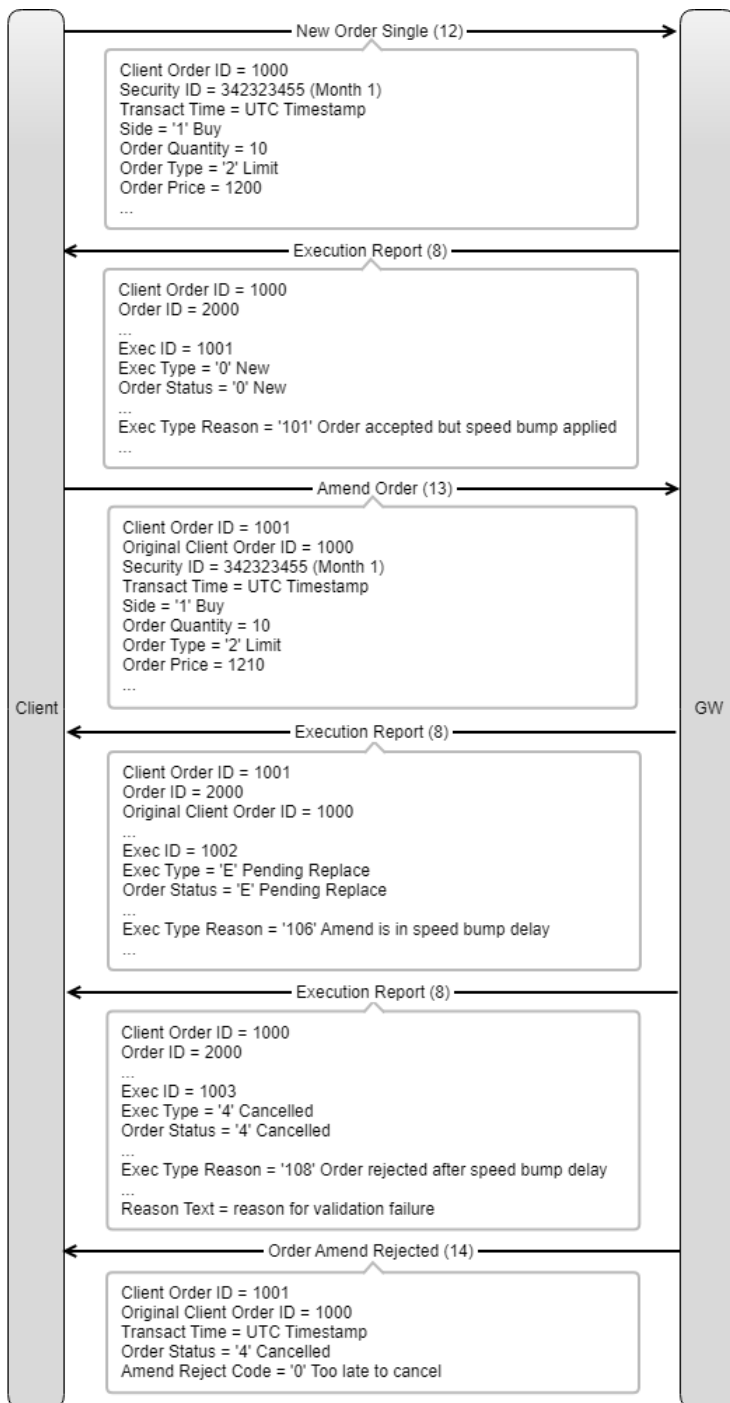 New Order Single (12)
Client Order ID = 1000
Security ID = 342323455 (Month 1)
Transact Time = UTC Timestamp
Side = '1' Buy
Order Quantity = 10
Order Type = '2' Limit
Order Price = 1200
...
Execution Report (8)
Client Order ID = 1000
Order ID = 2000
...
Exec ID = 1001
Exec Type = '0' New
Order Status = '0' New
...
Exec Type Reason = '101' Order accepted but speed bump applied
...
Amend Order (13)
Client Order ID = 1001
Original Client Order ID = 1000
Security ID = 342323455 (Month 1)
Transact Time = UTC Timestamp
Side = '1' Buy
Order Quantity = 10
Order Type = '2' Limit
Order Price = 1210
...
Client
GW
Execution Report (8)
Client Order ID = 1001
Order ID = 2000
Original Client Order ID = 1000
...
Exec ID = 1002
Exec Type = 'E' Pending Replace
Order Status = 'E' Pending Replace
...
Exec Type Reason = '106' Amend is in speed bump delay
...
Execution Report (8)
Client Order ID = 1000
Order ID = 2000
...
Exec ID = 1003
Exec Type = '4' Cancelled
Order Status = '4' Cancelled
...
Exec Type Reason = '108' Order rejected after speed bump delay
...
Reason Text = reason for validation failure
Order Amend Rejected (14)
Client Order ID = 1001
Original Client Order ID = 1000
Transact Time = UTC Timestamp
Order Status = '4' Cancelled
Amend Reject Code = '0' Too late to cancel